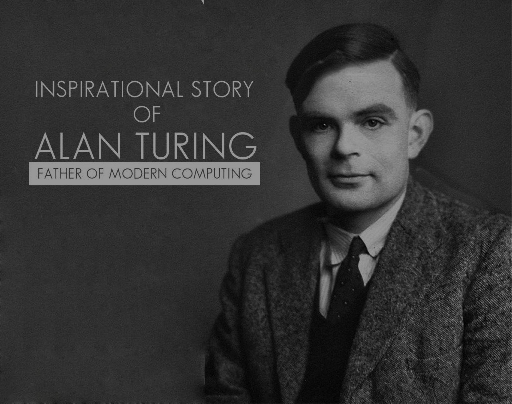 INSPIRATIONAL STORY
OF
ALAN TURING
FATHER OF MODERN COMPUTING